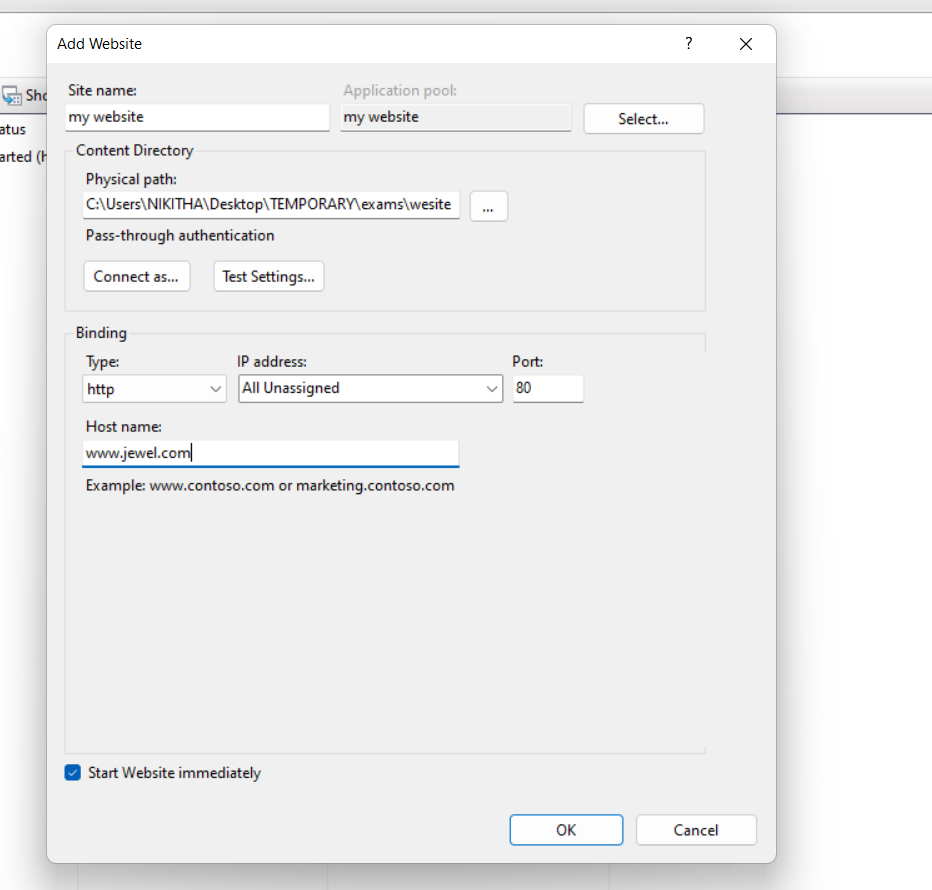 Add Website ?
Sho
atus
arted (h
Site name: Application pool:
my website my website Select...
Content Directory
Physical path:
C:\Users\NIKITHA\Desktop\TEMPORARY\exams\wesite ...
Pass-through authentication
Connect as... Test Settings...
Binding
Type: IP address: Port:
http All Unassigned 80
Host name:
www.jewel.com
Example: www.contoso.com or marketing.contoso.com
Start Website immediately
OK Cancel